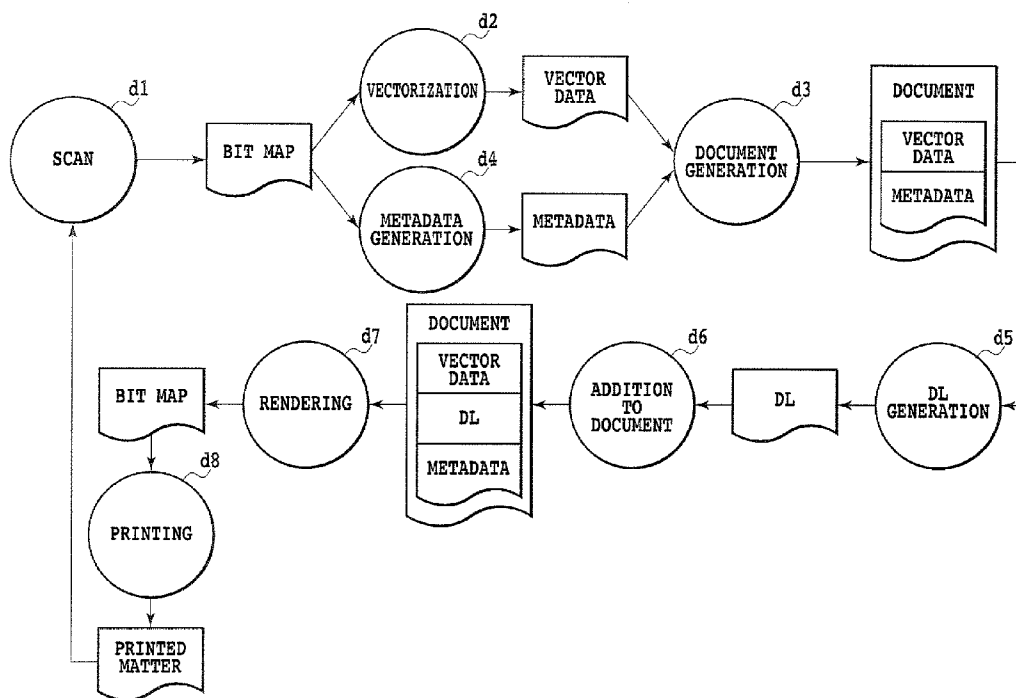 d1
SCAN
BIT MAP
d2
VECTORIZATION
VECTOR
DATA
d4
METADATA
GENERATION
METADATA
d3
DOCUMENT
GENERATION
DOCUMENT
VECTOR
DATA
METADATA
d5
DL
GENERATION
DL
d6
ADDITION
TO
DOCUMENT
DOCUMENT
VECTOR
DATA
DL
METADATA
d7
RENDERING
BIT MAP
d8
PRINTING
PRINTED
MATTER